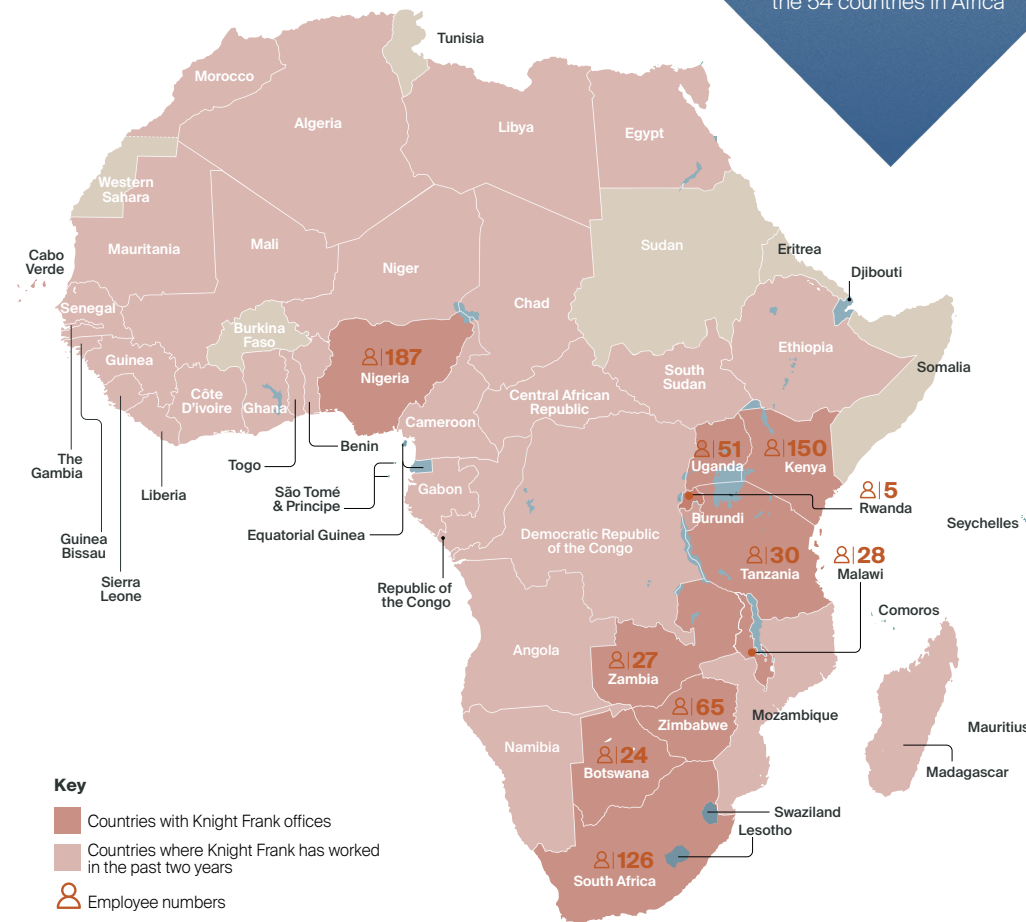 the 54 countries in Africa
Tunisia
Morocco
Algeria
Libya
Egypt
Western
Sahara
Mauritania
Mali
Niger
Chad
Sudan
Eritrea
Djibouti
Cabo
Verde
Senegal
Burkina
Faso
187
Nigeria
Guinea
Côte
D'ivoire
Ghana
Ethiopia
Somalia
South
Sudan
Central African
Republic
Cameroon
Benin
Togo
The
Gambia
Liberia
Guinea
Bissau
Sierra
Leone
São Tomé
& Principe
Equatorial Guinea
Gabon
Republic of
the Congo
Democratic Republic
of the Congo
51
Uganda
150
Kenya
5
Rwanda
Burundi
Seychelles
30
Tanzania
28
Malawi
Comoros
Angola
27
Zambia
65
Zimbabwe
Mozambique
Mauritius
Madagascar
Namibia
24
Botswana
Swaziland
Lesotho
126
South Africa
Key
Countries with Knight Frank offices
Countries where Knight Frank has worked
in the past two years
Employee numbers